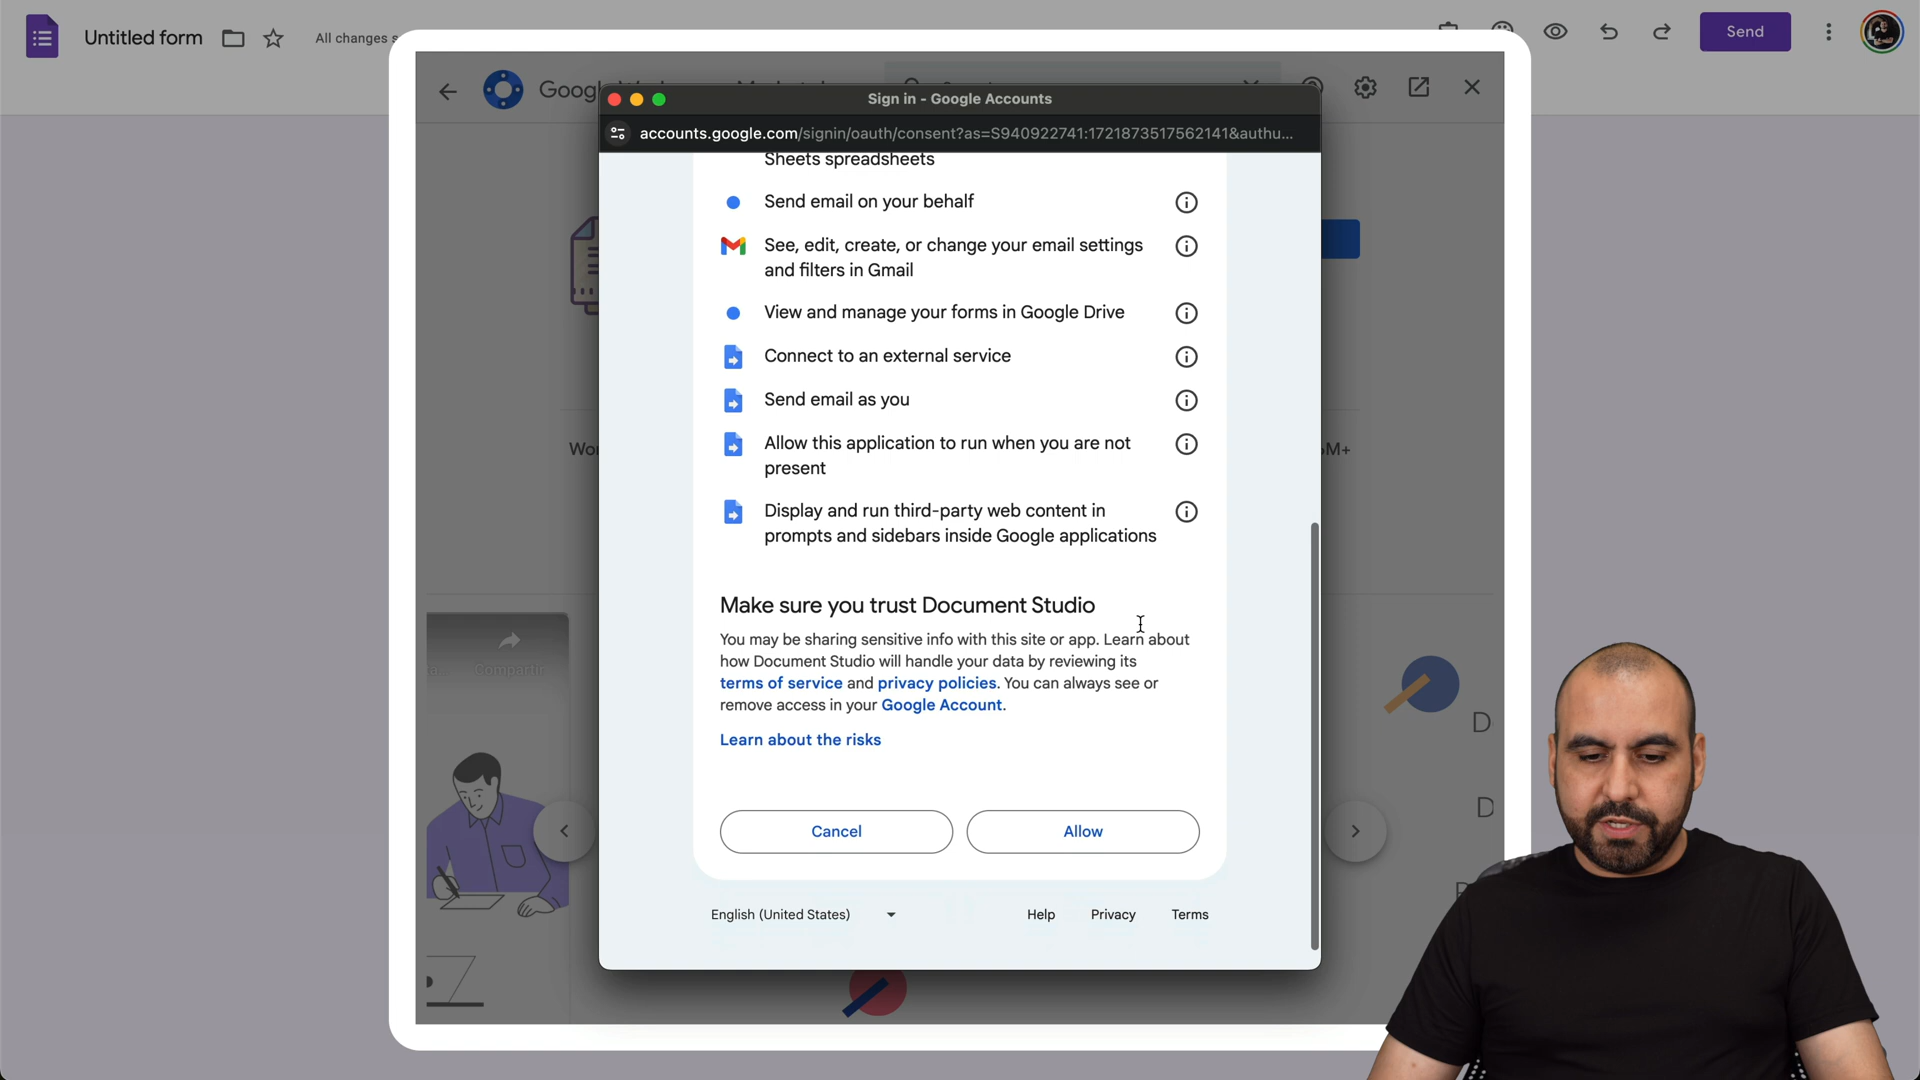 Untitled form
All changes s
Send
Google
Sign in - Google Accounts
accounts.google.com/signin/oauth/consent?as=S940922741:1721873517562141&authu...
Sheets spreadsheets
Send email on your behalf
See, edit, create, or change your email settings
and filters in Gmail
View and manage your forms in Google Drive
Connect to an external service
Send email as you
Allow this application to run when you are not
present
Display and run third-party web content in
prompts and sidebars inside Google applications
Wor
M+
Make sure you trust Document Studio
You may be sharing sensitive info with this site or app. Learn about
how Document Studio will handle your data by reviewing its
terms of service and privacy policies. You can always see or
remove access in your Google Account.
Learn about the risks
Compartir
D
D
Cancel
Allow
English (United States)
Help
Privacy
Terms